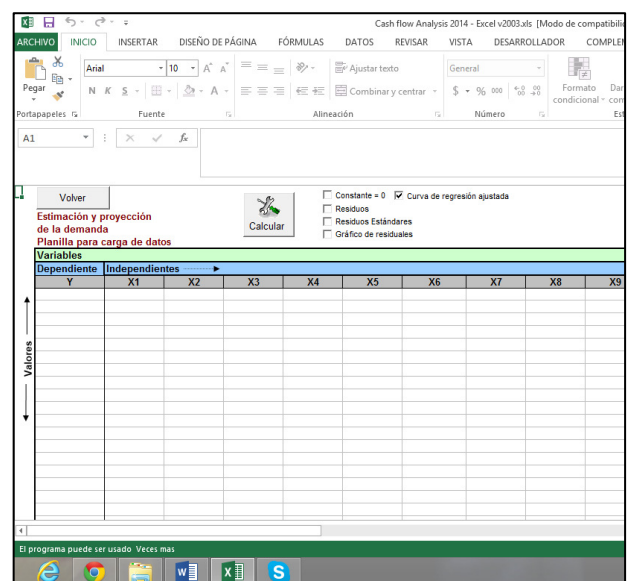 Cash flow Analysis 2014 - Excel v2003.xls [Modo de compatibili
ARCHIVO INICIO INSERTAR DISEÑO DE PÁGINA FÓRMULAS DATOS REVISAR VISTA DESARROLLADOR COMPLEM
Pegar Arial 10 A A Ajustar texto General
N K S A Combinar y centrar $ % 000 Formato condicional Dar com
Portapapeles Fuente Alineación Número Est
A1 fx
Volver Calcular
Constante = 0 Curva de regresión ajustada
Residuos
Residuos Estándares
Gráfico de residuales
Estimación y proyección
de la demanda
Planilla para carga de datos
Variables
Dependiente Independientes
Y X1 X2 X3 X4 X5 X6 X7 X8 X9
Valores
El programa puede ser usado Veces mas